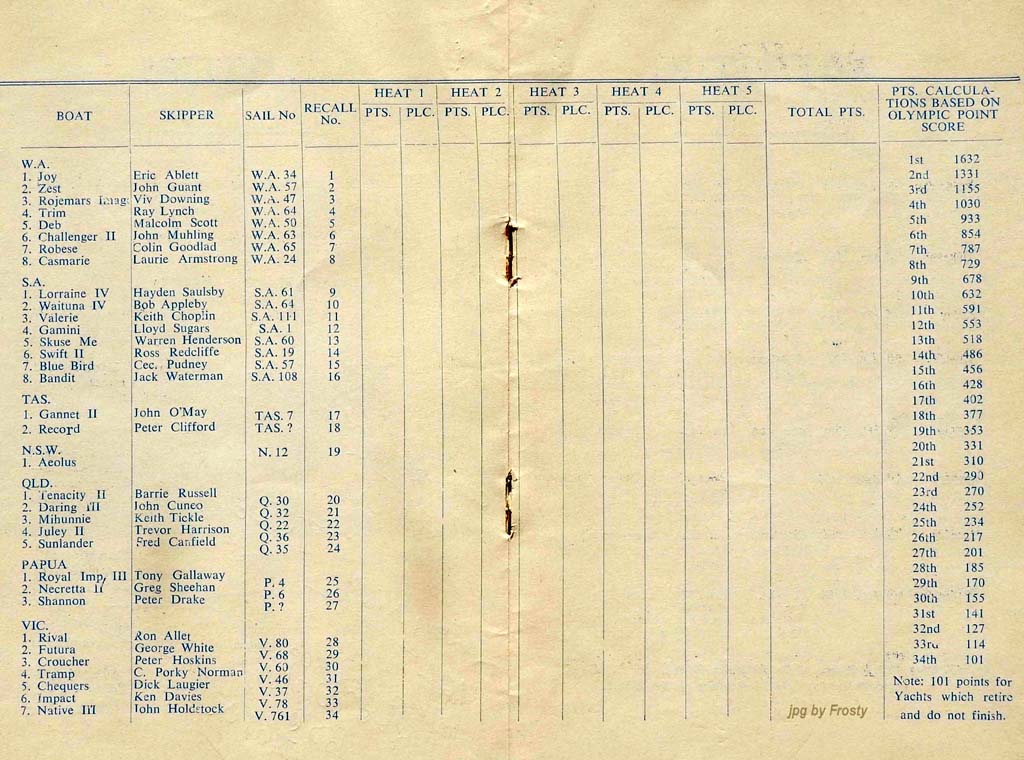 BOAT SKIPPER SAIL No RECALL No. HEAT 1 HEAT 2 HEAT 3 HEAT 4 HEAT 5 TOTAL PTS. PTS. CALCULA-
TIONS BASED ON
OLYMPIC POINT
SCORE
PTS. PLC. PTS. PLC. PTS. PLC. PTS. PLC. PTS. PLC.
W.A.
1. Joy Eric Ablett W.A. 34 1
2. Zest John Guant W.A. 57 2
3. Rojemars Image Viv Downing W.A. 47 3
4. Trim Ray Lynch W.A. 64 4
5. Deb Malcolm Scott W.A. 50 5
6. Challenger II John Muhling W.A. 63 6
7. Robese Colin Goodlad W.A. 65 7
8. Casmarie Laurie Armstrong W.A. 24 8
S.A.
1. Lorraine IV Hayden Saulsby S.A. 61 9
2. Waituna IV Bob Appleby S.A. 64 10
3. Valerie Keith Choplin S.A. 111 11
4. Gamini Lloyd Sugars S.A. 1 12
5. Skuse Me Warren Henderson S.A. 60 13
6. Swift II Ross Redcliffe S.A. 19 14
7. Blue Bird Cec. Pudney S.A. 57 15
8. Bandit Jack Waterman S.A. 108 16
TAS.
1. Gannet II John O'May TAS. 7 17
2. Record Peter Clifford TAS. ? 18
N.S.W.
1. Aeolus N. 12 19
QLD.
1. Tenacity II Barrie Russell Q. 30 20
2. Daring III John Cuneo Q. 32 21
3. Mihunnie Keith Tickle Q. 22 22
4. Juley II Trevor Harrison Q. 36 23
5. Sunlander Fred Canfield Q. 35 24
PAPUA
1. Royal Imp. III Tony Gallaway P. 4 25
2. Necretta II Greg Sheehan P. 6 26
3. Shannon Peter Drake P. ? 27
VIC.
1. Rival Ron Allet V. 80 28
2. Futura George White V. 68 29
3. Croucher Peter Hoskins V. 60 30
4. Tramp C. Porky Norman V. 46 31
5. Chequers Dick Laugier V. 37 32
6. Impact Ken Davies V. 78 33
7. Native III John Holdstock V. 761 34
1st 1632
2nd 1331
3rd 1155
4th 1030
5th 933
6th 854
7th 787
8th 729
9th 678
10th 632
11th 591
12th 553
13th 518
14th 486
15th 456
16th 428
17th 402
18th 377
19th 353
20th 331
21st 310
22nd 290
23rd 270
24th 252
25th 234
26th 217
27th 201
28th 185
29th 170
30th 155
31st 141
32nd 127
33rd 114
34th 101
Note: 101 points for
Yachts which retire
and do not finish.
jpg by Frosty